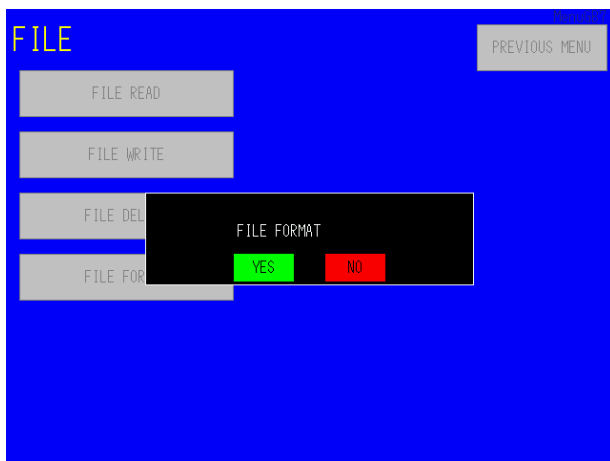 FILE
PREVIOUS MENU
FILE READ
FILE WRITE
FILE DEL
FILE FORMAT
YES
NO
FILE FOR